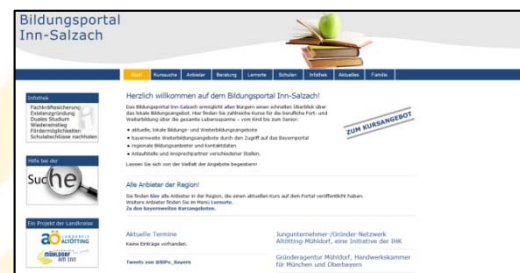 Bildungsportal
Inn-Salzach
Start Kurssuche Anbieter Beratung Lernorte Schulen Infothek Aktuelles Familie
Infothek
Fachkräftesicherung
Existenzgründung
Duales Studium
Wiedereinstieg
Fördermöglichkeiten
Schulabschlüsse nachholen
Hilfe bei der
Suche
Ein Projekt der Landkreise
LANDKREIS
ALTÖTTING
LANDKREIS
MÜHLDORF
AM INN
Herzlich willkommen auf dem Bildungsportal Inn-Salzach!
Das Bildungsportal Inn-Salzach ermöglicht allen Bürgern einen schnellen Überblick über
das lokale Bildungsangebot. Hier finden Sie zahlreiche Kurse für die berufliche Fort- und
Weiterbildung über die gesamte Lebensspanne - vom Kind bis zum Senior:
• aktuelle, lokale Bildungs- und Weiterbildungsangebote
• bayernweite Weiterbildungsangebote durch den Zugriff auf das Bayernportal
• regionale Bildungsanbieter und Kontaktdaten
• Anlaufstelle und Ansprechpartner verschiedener Stellen.
Lassen Sie sich von der Vielfalt der Angebote begeistern!
ZUM KURSANGEBOT
Alle Anbieter der Region!
Sie finden hier alle Anbieter in der Region, die einen aktuellen Kurs auf dem Portal veröffentlicht haben.
Weitere Anbieter finden Sie im Menü Lernorte.
Zu den bayernweiten Kursangeboten.
Aktuelle Termine
Keine Einträge vorhanden.
Tweets von @BiPo_Bayern
Jungunternehmer-/Gründer-Netzwerk
Altötting-Mühldorf, eine Initiative der IHK
Gründeragentur Mühldorf, Handwerkskammer
für München und Oberbayern